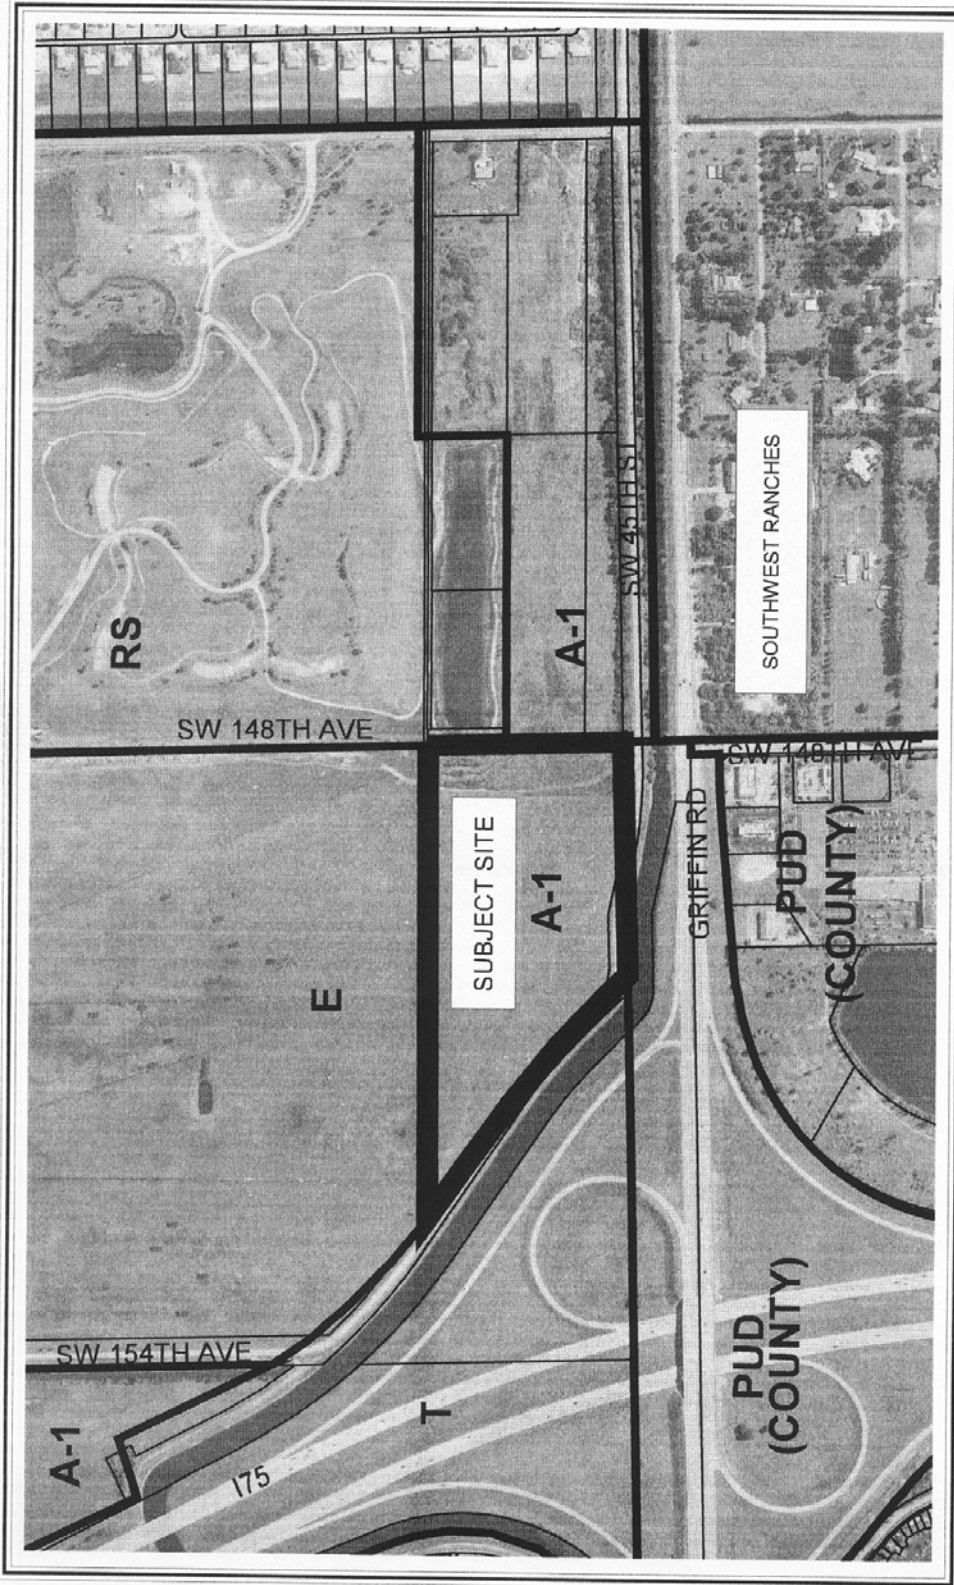 A-1
SW 154TH AVE
I75
T
E
SW 148TH AVE
RS
SUBJECT SITE
A-1
A-1
SW 45TH ST
GRIFFIN RD
SW 148TH AVE
SOUTHWEST RANCHES
PUD
(COUNTY)
PUD
(COUNTY)